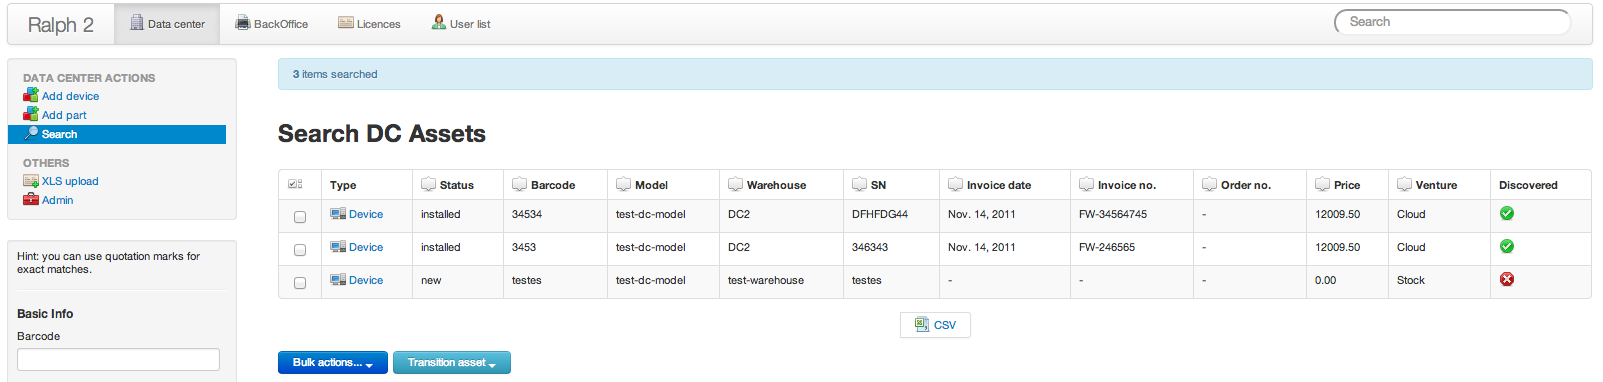 Ralph 2 Data center BackOffice Licences User list Search
DATA CENTER ACTIONS
Add device
Add part
Search
OTHERS
XLS upload
Admin
Hint: you can use quotation marks for
exact matches.
Basic Info
Barcode
3 items searched
Search DC Assets
Type Status Barcode Model Warehouse SN Invoice date Invoice no. Order no. Price Venture Discovered
Device installed 34534 test-dc-model DC2 DFHFDG44 Nov. 14, 2011 FW-34564745 - 12009.50 Cloud
Device installed 3453 test-dc-model DC2 346343 Nov. 14, 2011 FW-246565 - 12009.50 Cloud
Device new testes test-dc-model test-warehouse testes - - - 0.00 Stock
CSV
Bulk actions... Transition asset